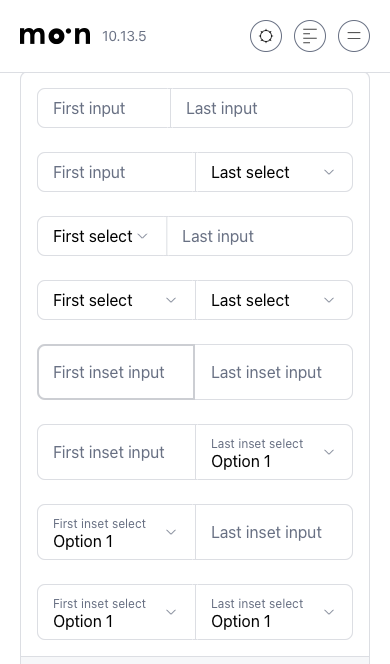 moon 10.13.5
First input Last input
First input Last select
First select Last input
First select Last select
First inset input Last inset input
First inset input Last inset select
Option 1
First inset select Last inset input
Option 1
First inset select Last inset select
Option 1 Option 1